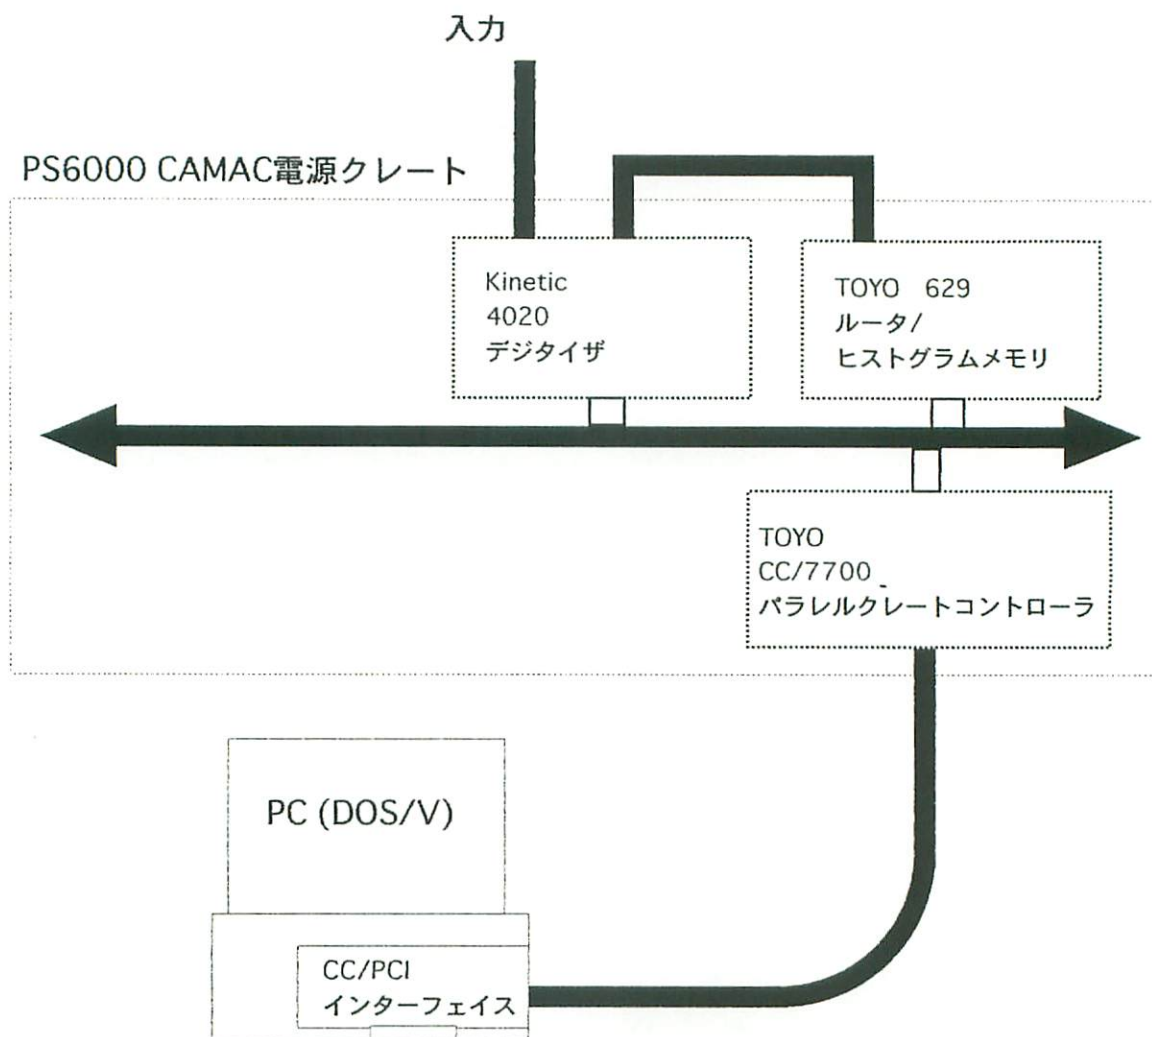 入力
PS6000 CAMAC電源クレート
Kinetic
4020
デジタイザ
TOYO 629
ルータ/
ヒストグラムメモリ
TOYO
CC/7700
パラレルクレートコントローラ
PC (DOS/V)
CC/PCI
インターフェイス